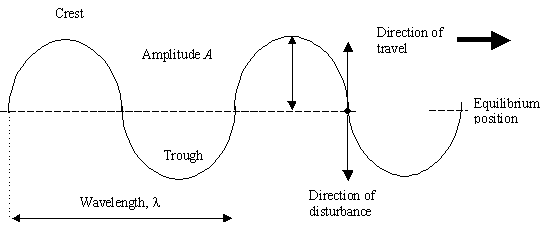 Crest
Amplitude A
Direction of
travel
Equilibrium
position
Trough
Wavelength, λ
Direction of
disturbance